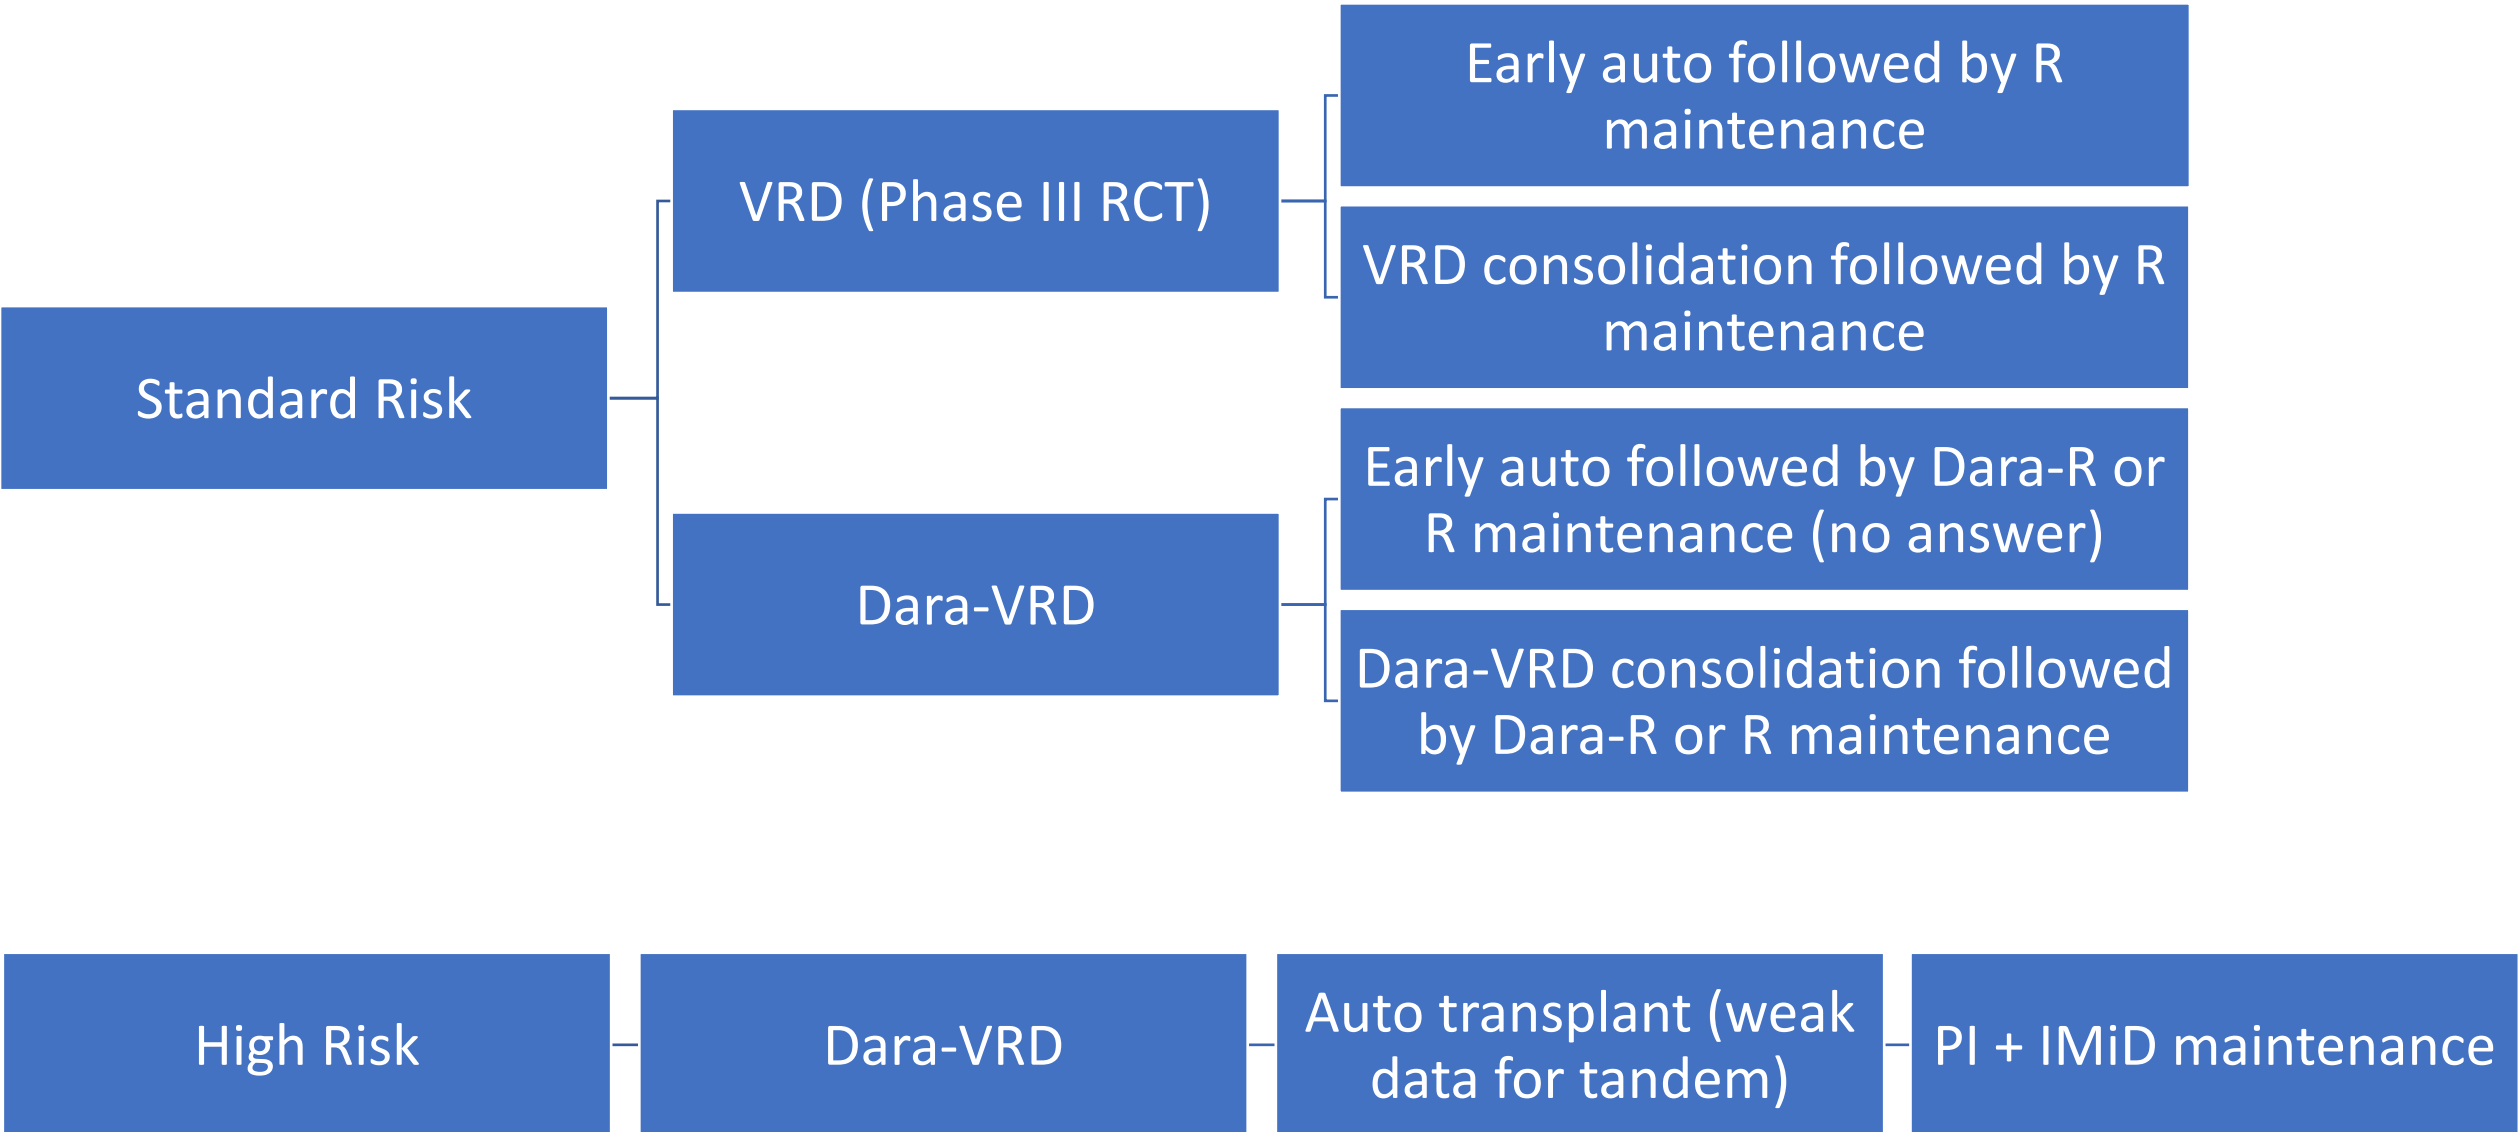 Standard Risk
VRD (Phase III RCT)
Early auto followed by R
maintenance
VRD consolidation followed by R
maintenance
Dara-VRD
Early auto followed by Dara-R or
R maintenance (no answer)
Dara-VRD consolidation followed
by Dara-R or R maintenance
High Risk
Dara-VRD
Auto transplant (weak
data for tandem)
PI + IMiD maintenance